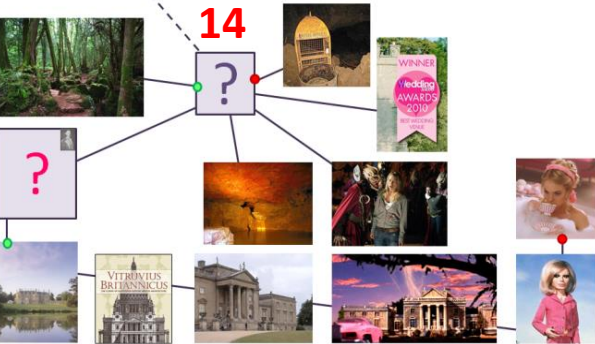 14
?
WINNER
Wedding
AWARDS
2010
BEST WEDDING
VENUE
?
VITRUVIUS
BRITANNICUS